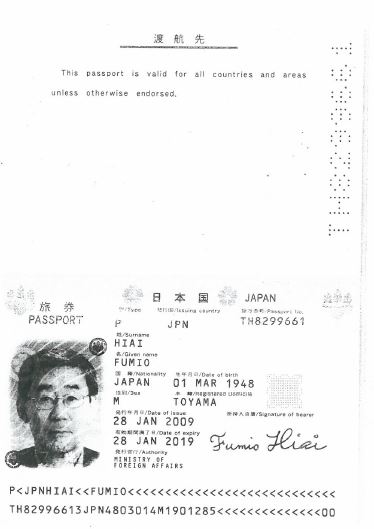 渡航先
This passport is valid for all countries and areas
unless otherwise endorsed.
TH8299661
旅券
PASSPORT
日本国 JAPAN
型/Type 発行国/Issuing country 旅券番号/Passport No.
P JPN TH8299661
姓/Surname
HIAI
名/Given name
FUMIO
国籍/Nationality 生年月日/Date of birth
JAPAN 01 MAR 1948
性別/Sex 本籍/Registered Domicile
M TOYAMA
発行年月日/Date of issue 所持人自署/Signature of bearer
28 JAN 2009
有効期間満了日/Date of expiry
28 JAN 2019 Fumio Hiai
発行官庁/Authority
MINISTRY OF
FOREIGN AFFAIRS
P<JPNHIAI<<FUMIO<<<<<<<<<<<<<<<<<<<<<<<<<<<<
TH82996613JPN4803014M1901285<<<<<<<<<<<<<<00